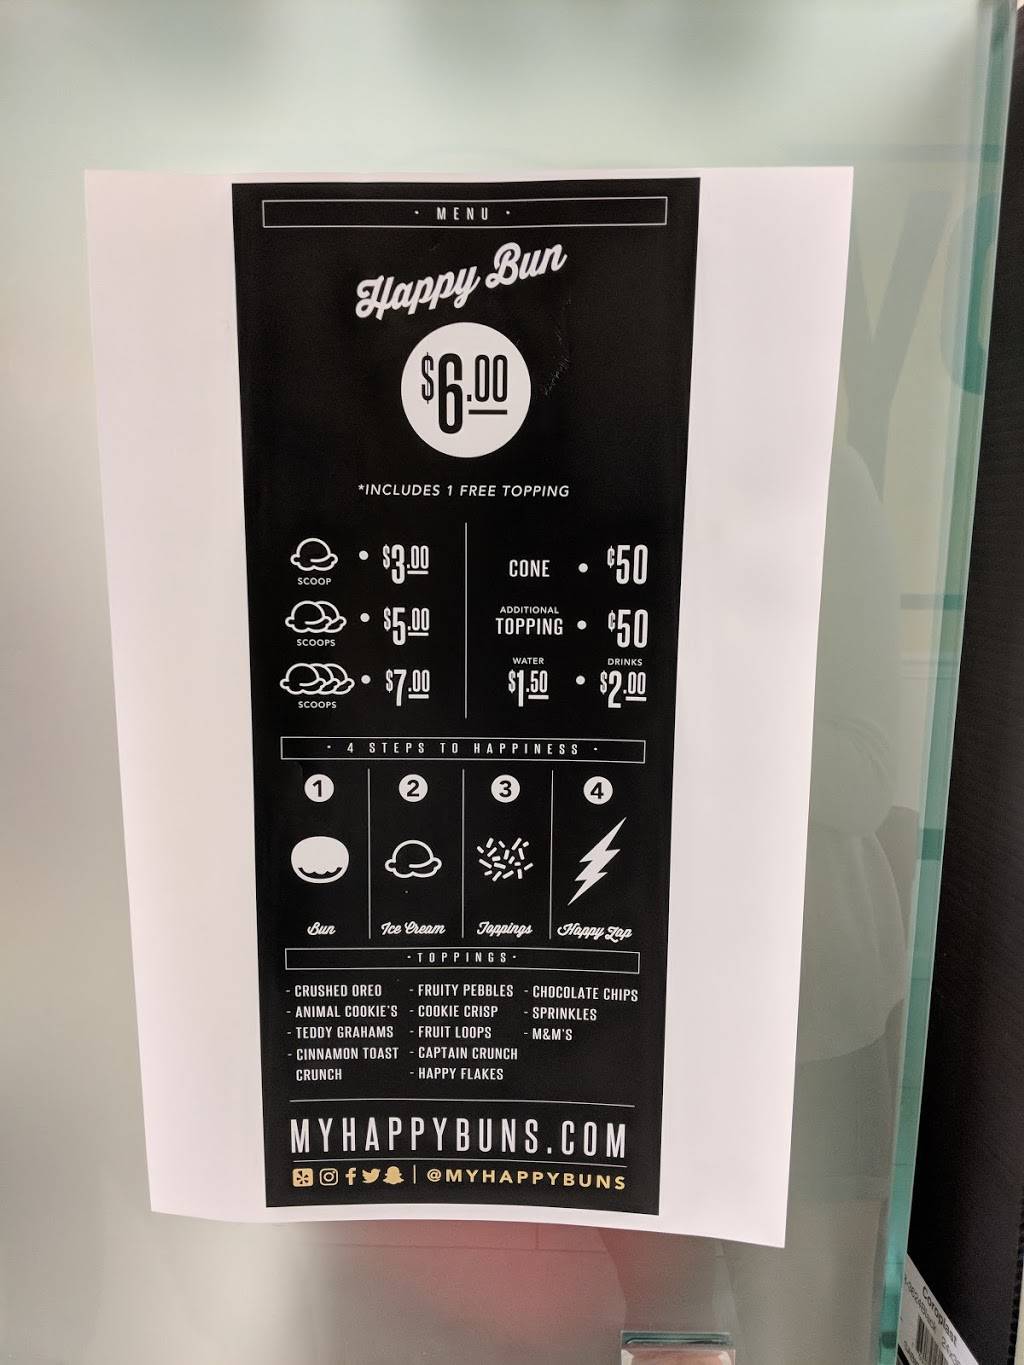 · MENU ·
Happy Bun
$6.00
*INCLUDES 1 FREE TOPPING
SCOOP • $3.00
SCOOPS • $5.00
SCOOPS • $7.00
CONE • ¢50
ADDITIONAL
TOPPING • ¢50
WATER DRINKS
$1.50 • $2.00
· 4 STEPS TO HAPPINESS ·
1 2 3 4
Bun Ice Cream Toppings Happy Zap
· TOPPINGS ·
- CRUSHED OREO
- ANIMAL COOKIE'S
- TEDDY GRAHAMS
- CINNAMON TOAST
CRUNCH
- FRUITY PEBBLES
- COOKIE CRISP
- FRUIT LOOPS
- CAPTAIN CRUNCH
- HAPPY FLAKES
- CHOCOLATE CHIPS
- SPRINKLES
- M&M'S
MYHAPPYBUNS.COM
| @MYHAPPYBUNS
Coroplast